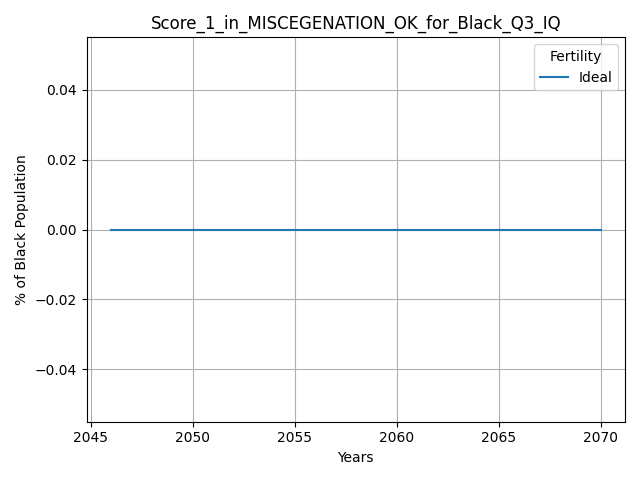 Score_1_in_MISCEGENATION_OK_for_Black_Q3_IQ
Fertility
Ideal
% of Black Population
0.04
0.02
0.00
−0.02
−0.04
2045 2050 2055 2060 2065 2070
Years